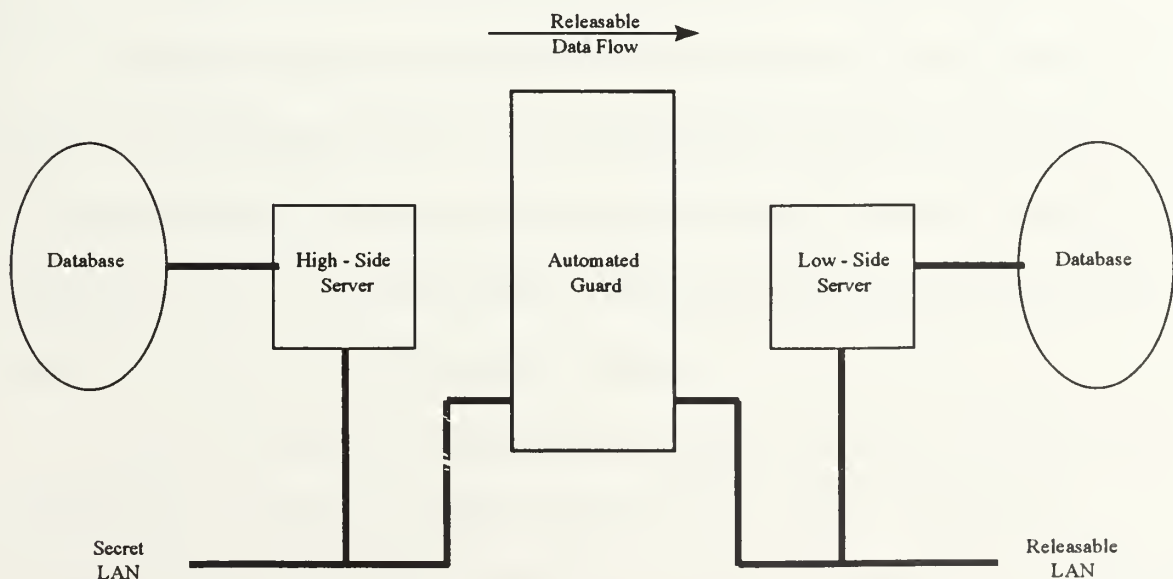 Releasable
Data Flow
Database
High - Side
Server
Automated
Guard
Low - Side
Server
Database
Secret
LAN
Releasable
LAN